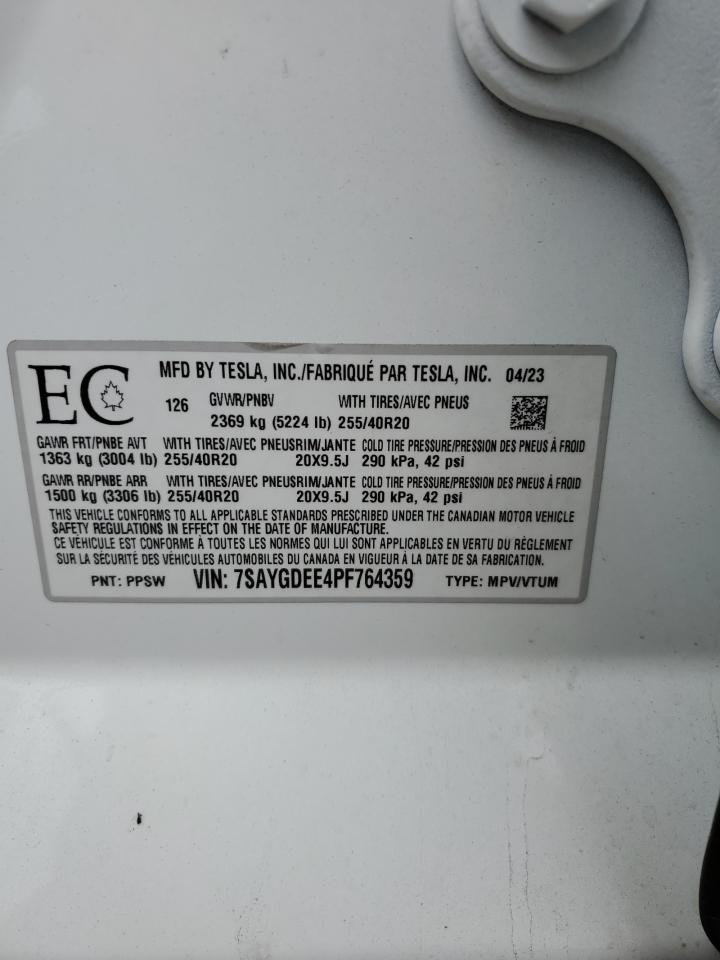 EC
MFD BY TESLA, INC./FABRIQUÉ PAR TESLA, INC. 04/23
126 GVWR/PNBV WITH TIRES/AVEC PNEUS
2369 kg (5224 lb) 255/40R20
GAWR FRT/PNBE AVT WITH TIRES/AVEC PNEUS RIM/JANTE COLD TIRE PRESSURE/PRESSION DES PNEUS À FROID
1363 kg (3004 lb) 255/40R20 20X9.5J 290 kPa, 42 psi
GAWR RR/PNBE ARR WITH TIRES/AVEC PNEUS RIM/JANTE COLD TIRE PRESSURE/PRESSION DES PNEUS À FROID
1500 kg (3306 lb) 255/40R20 20X9.5J 290 kPa, 42 psi
THIS VEHICLE CONFORMS TO ALL APPLICABLE STANDARDS PRESCRIBED UNDER THE CANADIAN MOTOR VEHICLE
SAFETY REGULATIONS IN EFFECT ON THE DATE OF MANUFACTURE.
CE VÉHICULE EST CONFORME À TOUTES LES NORMES QUI LUI SONT APPLICABLES EN VERTU DU RÈGLEMENT
SUR LA SÉCURITÉ DES VÉHICULES AUTOMOBILES DU CANADA EN VIGUEUR À LA DATE DE SA FABRICATION.
PNT: PPSW VIN: 7SAYGDEE4PF764359 TYPE: MPV/VTUM